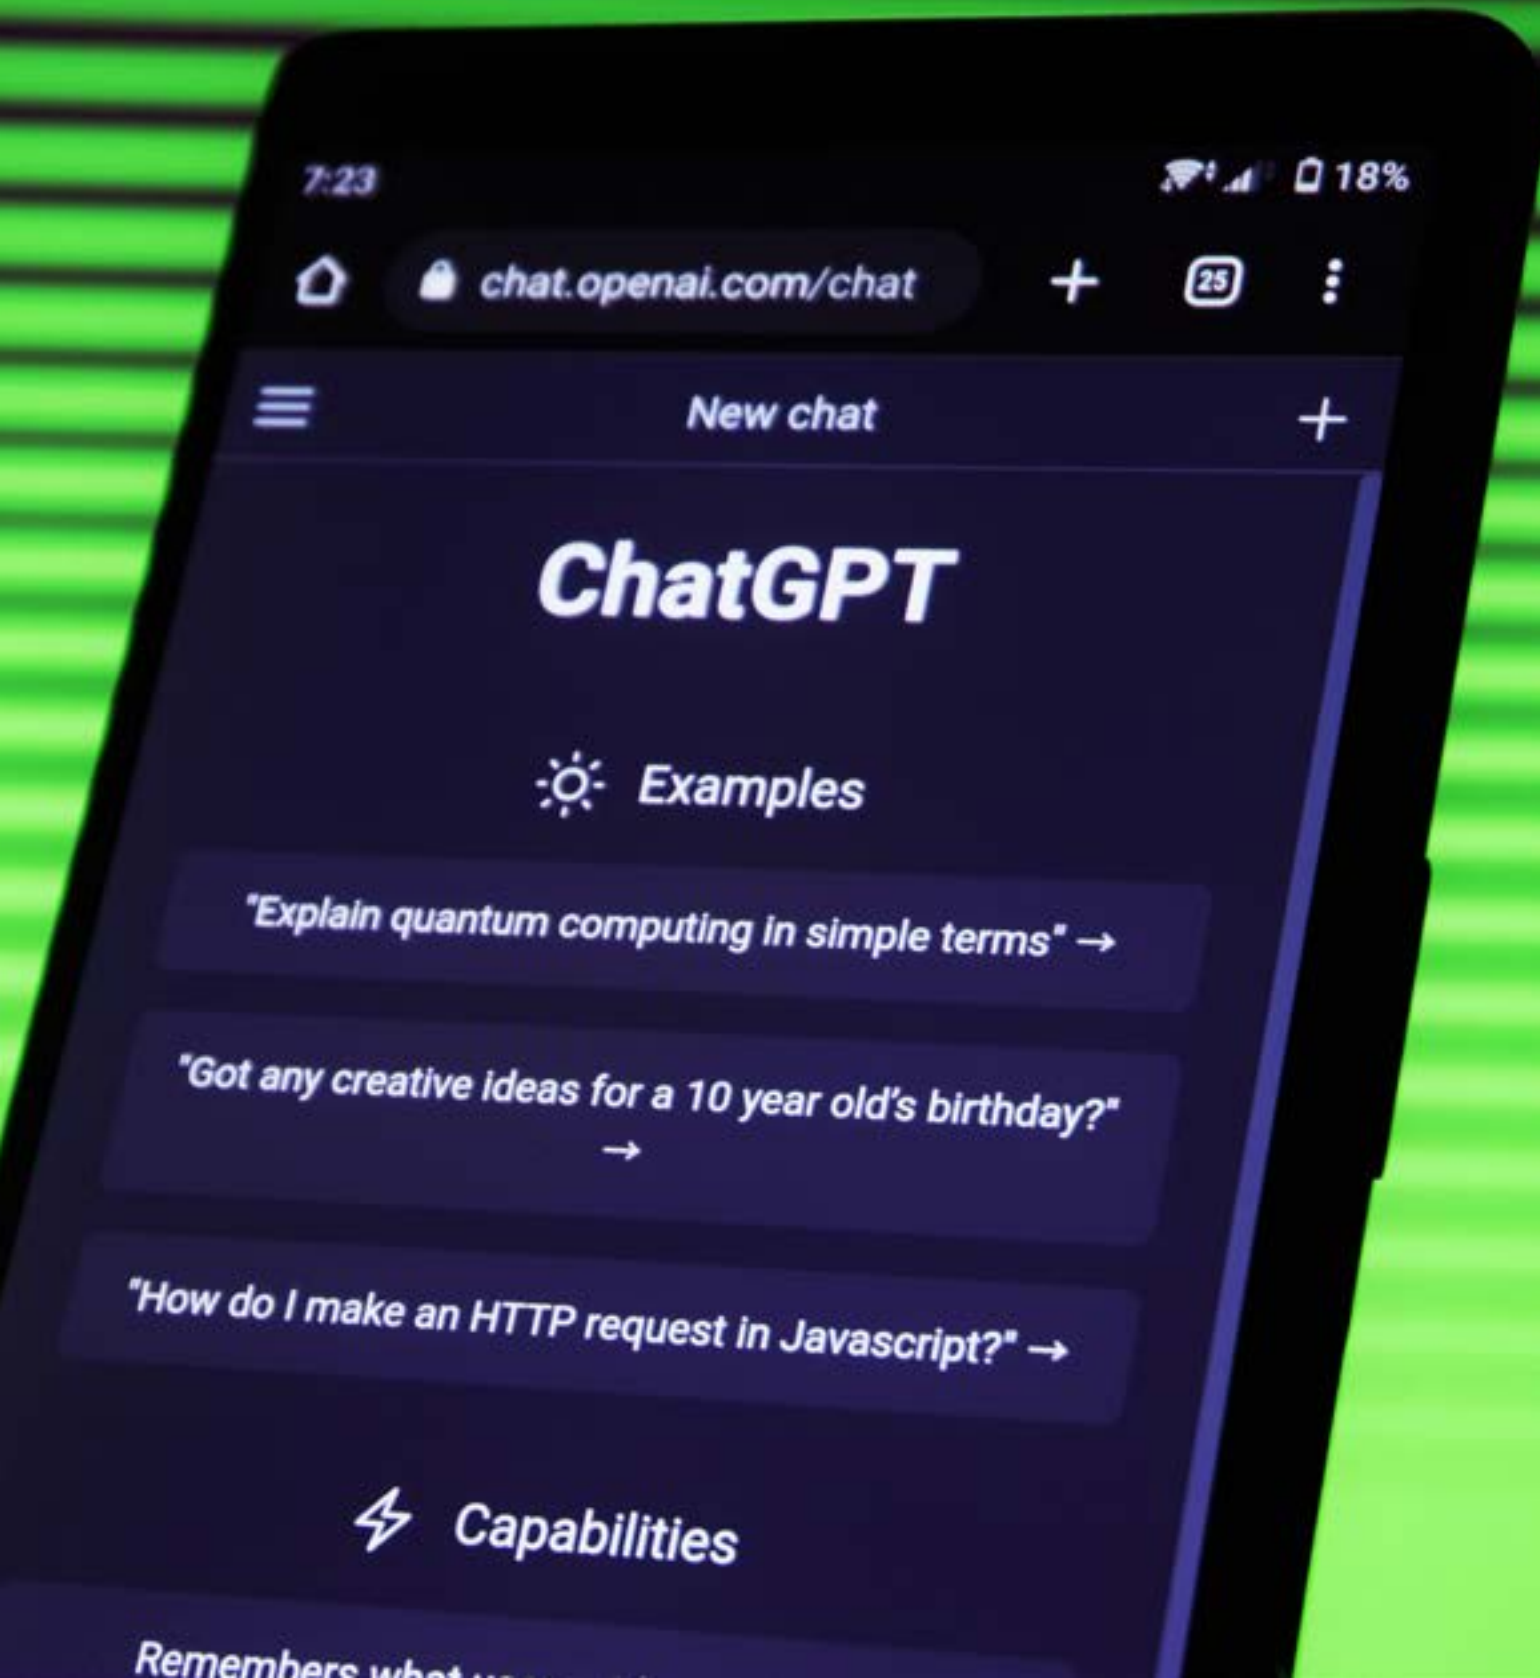 7:23 18%
chat.openai.com/chat 25
New chat
ChatGPT
Examples
"Explain quantum computing in simple terms" →
"Got any creative ideas for a 10 year old's birthday?"
→
"How do I make an HTTP request in Javascript?" →
Capabilities
Remembers what